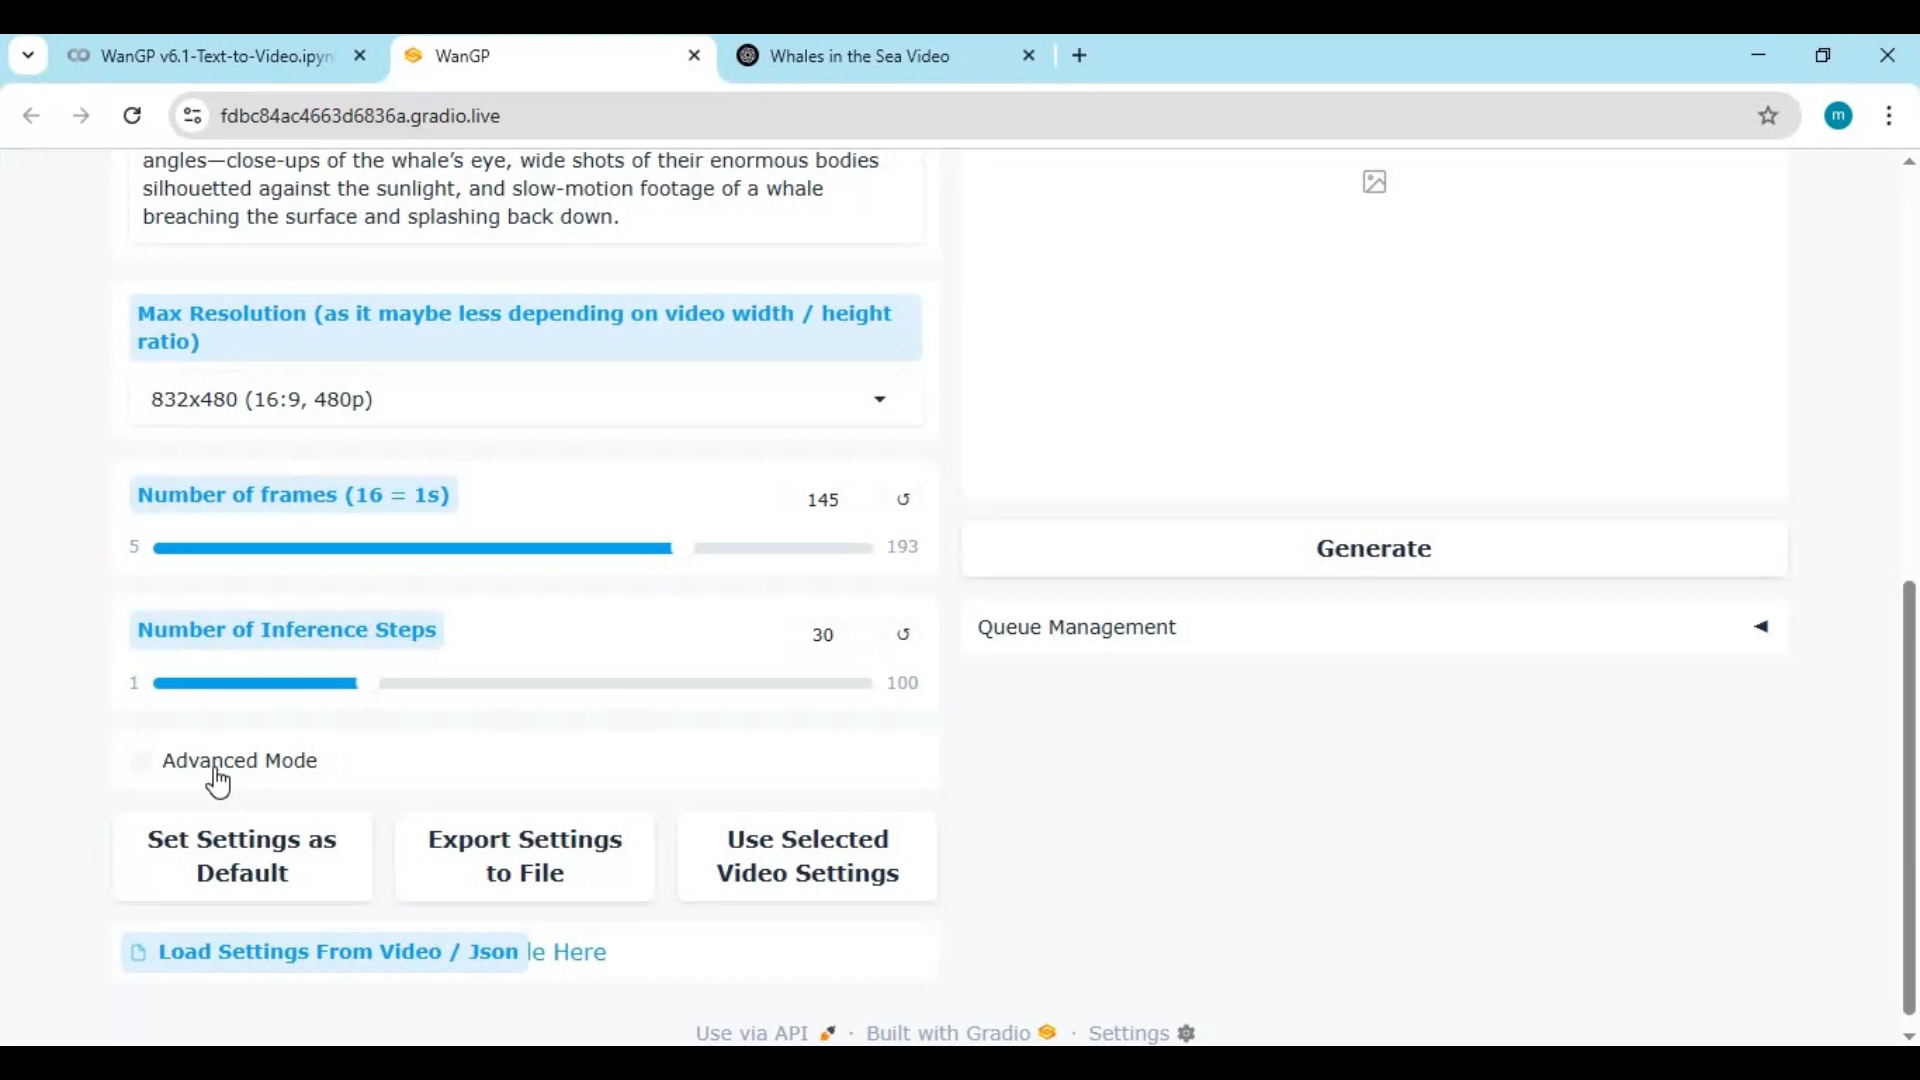 WanGP v6.1-Text-to-Video.ipyn
WanGP
Whales in the Sea Video
fdbc84ac4663d6836a.gradio.live
m
angles—close-ups of the whale's eye, wide shots of their enormous bodies
silhouetted against the sunlight, and slow-motion footage of a whale
breaching the surface and splashing back down.
Max Resolution (as it maybe less depending on video width / height
ratio)
832x480 (16:9, 480p)
Number of frames (16 = 1s)
145
5
193
Number of Inference Steps
30
1
100
Advanced Mode
Set Settings as
Default
Export Settings
to File
Use Selected
Video Settings
Load Settings From Video / Json le Here
Generate
Queue Management
Use via API · Built with Gradio · Settings